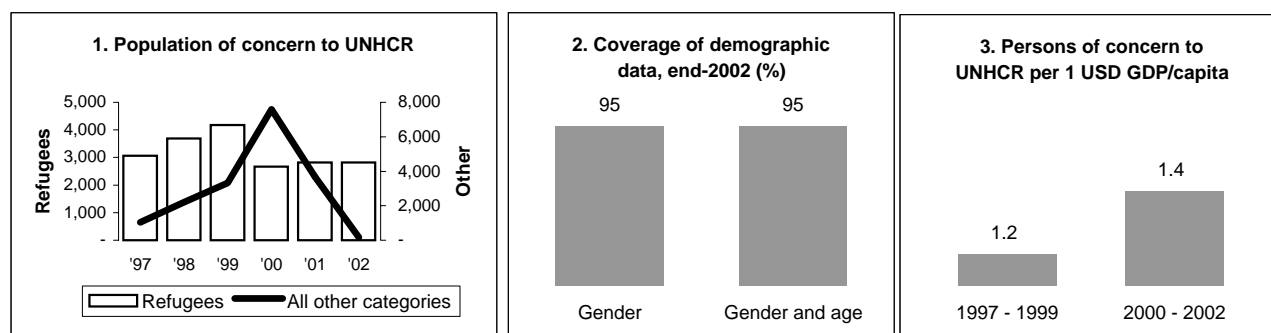 1. Population of concern to UNHCR
5,000
4,000
3,000
2,000
1,000
-
Refugees
8,000
6,000
4,000
2,000
-
Other
'97 '98 '99 '00 '01 '02
Refugees All other categories
2. Coverage of demographic
data, end-2002 (%)
95 95
Gender Gender and age
3. Persons of concern to
UNHCR per 1 USD GDP/capita
1.2
1.4
1997 - 1999 2000 - 2002